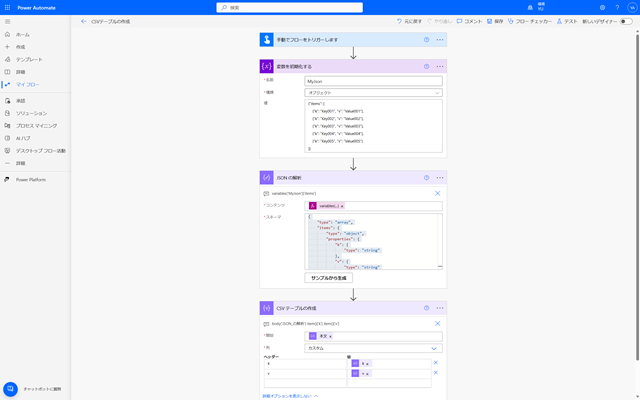 Power Automate
検索
環境
CSVテーブルの作成
元に戻す
やり直し
コメント
保存
フロー チェッカー
テスト
新しいデザイナー
ホーム
作成
テンプレート
詳細
マイ フロー
承認
ソリューション
プロセス マイニング
AI ハブ
デスクトップ フロー活動
詳細
Power Platform
チャットボットに質問
手動でフローをトリガーします
変数を初期化する
*名前
MyJson
*種類
オブジェクト
値
{"items":[
{"k":"Key001", "v": "Value001"},
{"k":"Key002", "v": "Value002"},
{"k":"Key003", "v": "Value003"},
{"k":"Key004", "v": "Value004"},
{"k":"Key005", "v": "Value005"}
]}
JSON の解析
variables('MyJson')['items']
*コンテンツ
variables(...) ×
*スキーマ
{
"type": "array",
"items": {
"type": "object",
"properties": {
"k": {
"type": "string"
},
"v": {
"type": "string"
サンプルから生成
CSV テーブルの作成
body('JSON_の解析') item()['k'] item()['v']
*開始
本文 ×
*列
カスタム
ヘッダー
値
k
k ×
v
v ×
詳細オプションを表示しない